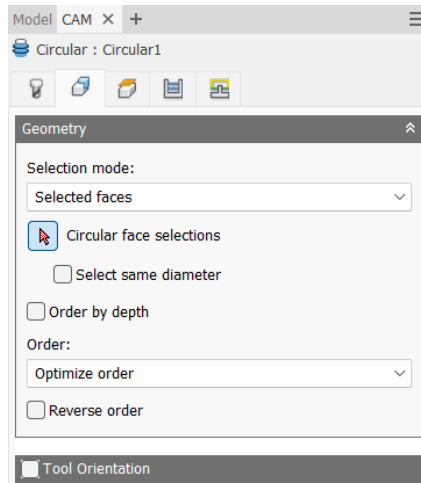 Model CAM
Circular : Circular1
Geometry
Selection mode:
Selected faces
Circular face selections
Select same diameter
Order by depth
Order:
Optimize order
Reverse order
Tool Orientation